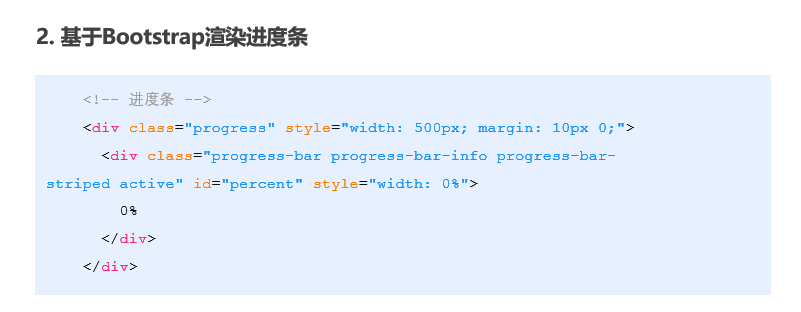 2. 基于Bootstrap渲染进度条
<!-- 进度条 -->
<div class="progress" style="width: 500px; margin: 10px 0;">
<div class="progress-bar progress-bar-info progress-bar-
striped active" id="percent" style="width: 0%">
0%
</div>
</div>